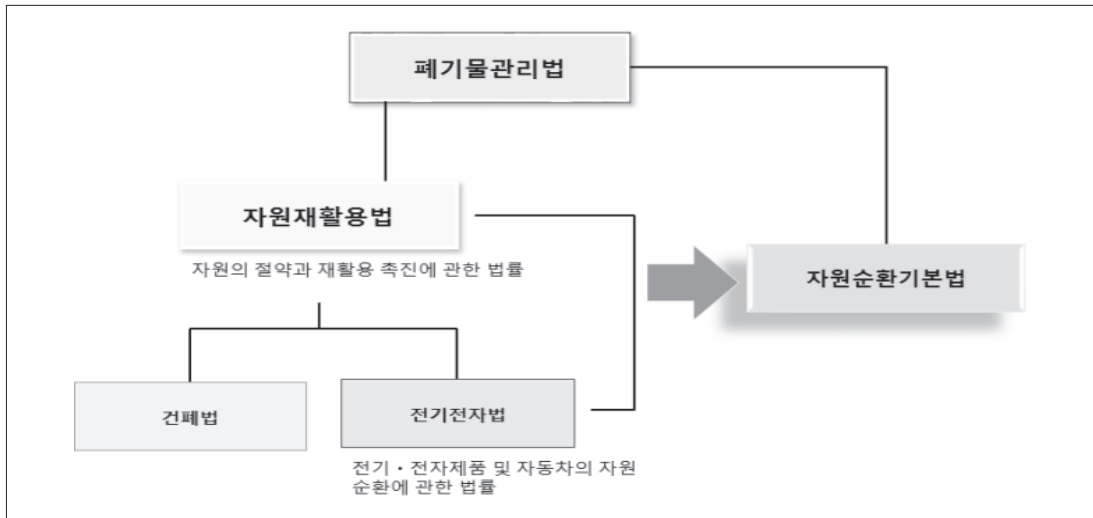 폐기물관리법
자원재활용법
자원의 절약과 재활용 촉진에 관한 법률
자원순환기본법
건폐법
전기전자법
전기・전자제품 및 자동차의 자원
순환에 관한 법률